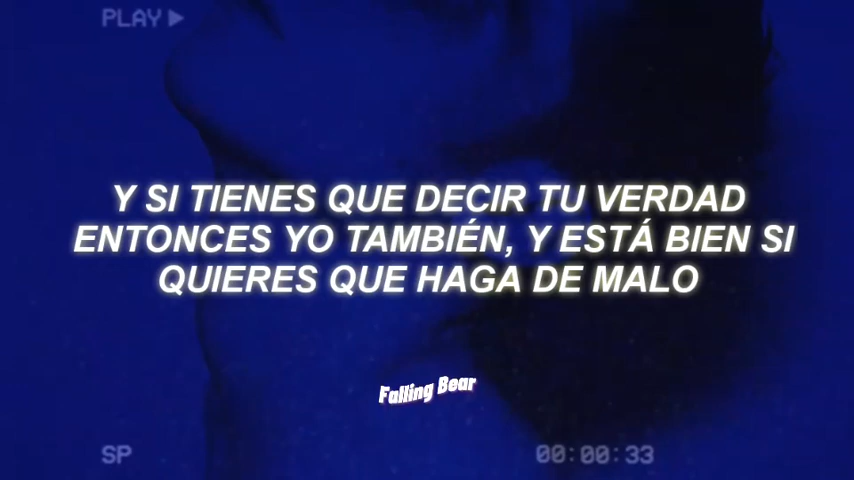 PLAY
Y SI TIENES QUE DECIR TU VERDAD
ENTONCES YO TAMBIÉN, Y ESTÁ BIEN SI
QUIERES QUE HAGA DE MALO
Falling Bear
SP
00:00:33